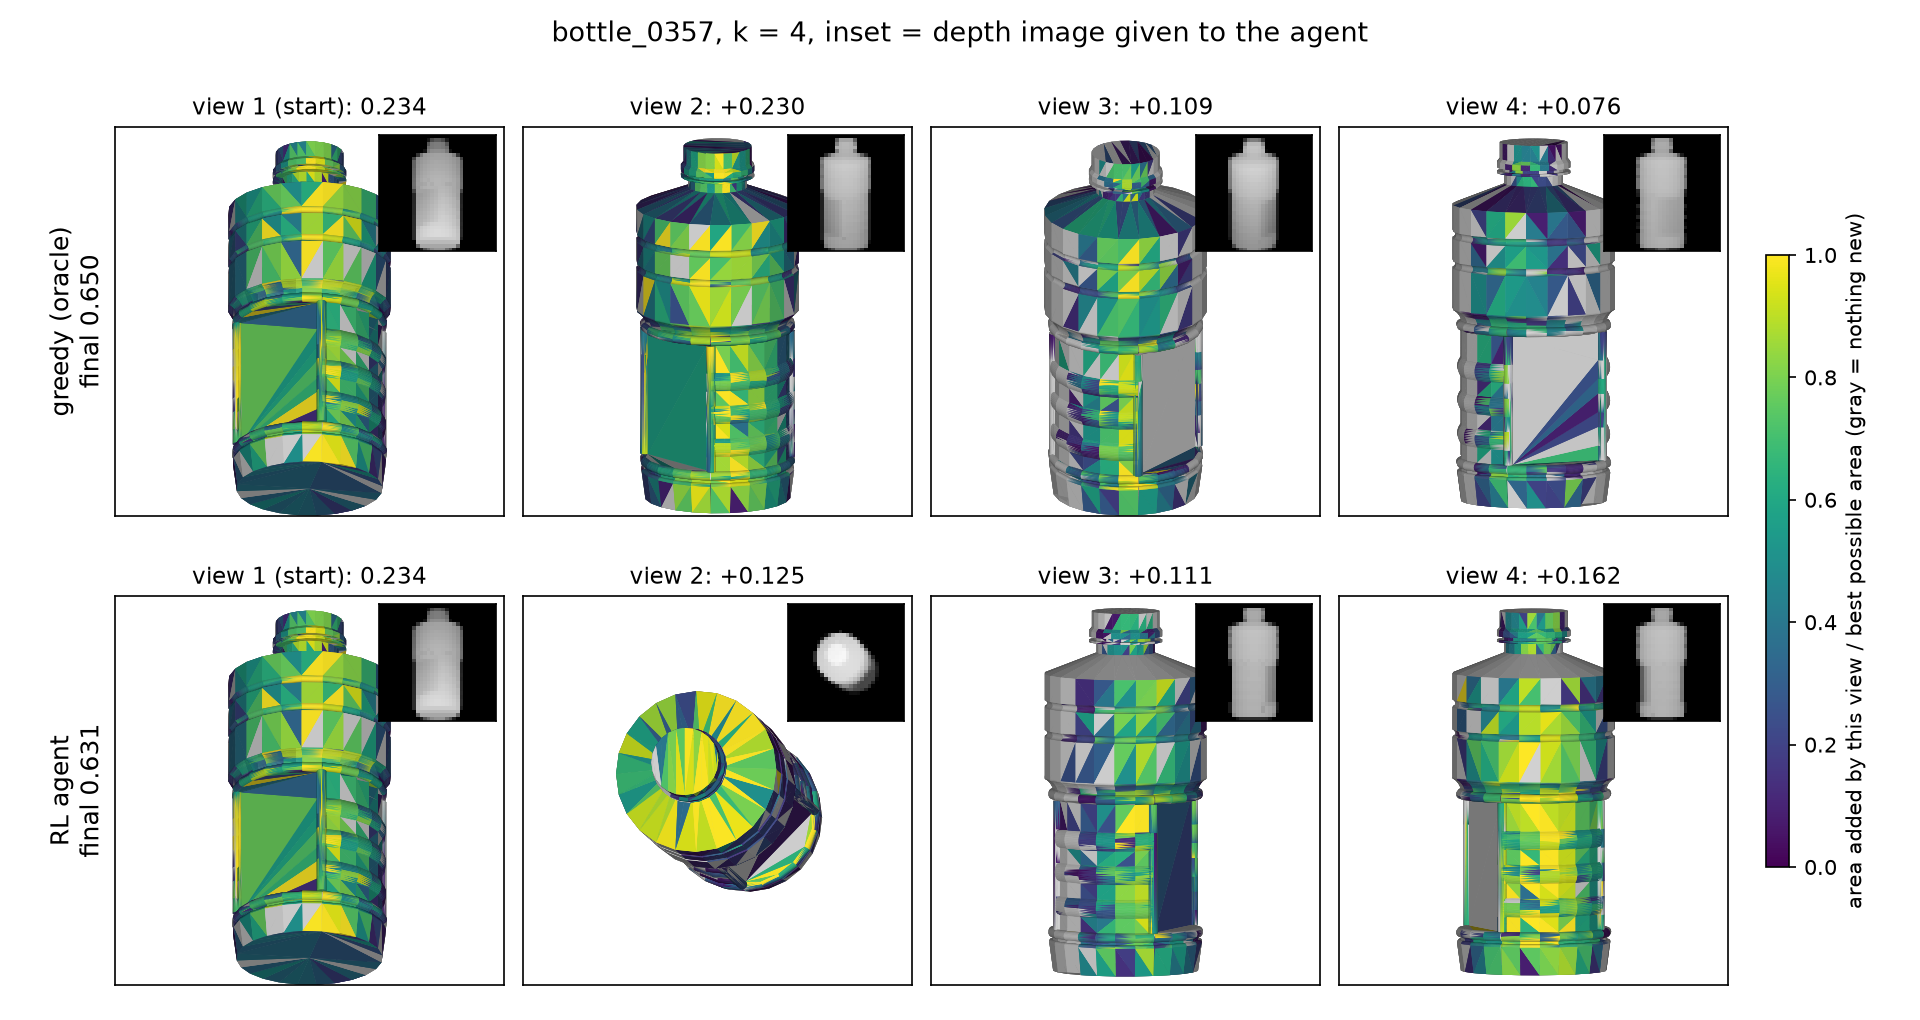 bottle_0357, k = 4, inset = depth image given to the agent
greedy (oracle)
final 0.650
view 1 (start): 0.234
view 2: +0.230
view 3: +0.109
view 4: +0.076
RL agent
final 0.631
view 1 (start): 0.234
view 2: +0.125
view 3: +0.111
view 4: +0.162
1.0
0.8
0.6
0.4
0.2
0.0
area added by this view / best possible area (gray = nothing new)